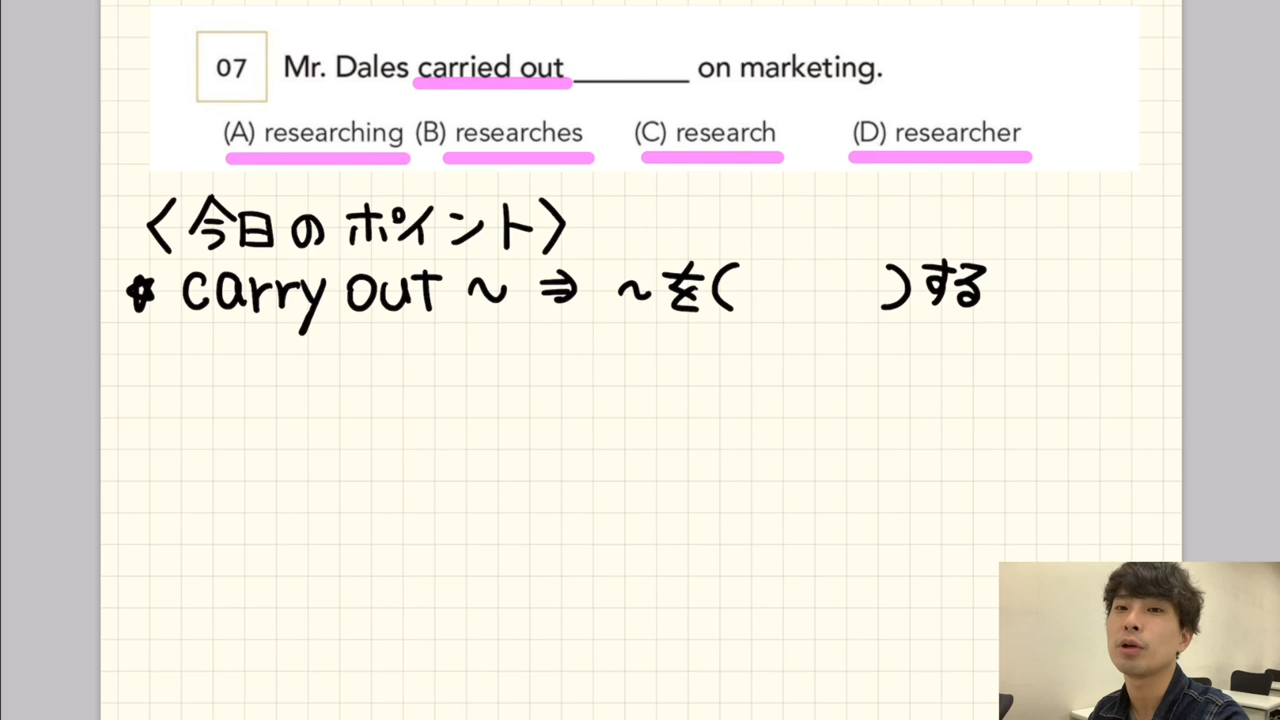 07 Mr. Dales carried out ________ on marketing.
(A) researching (B) researches (C) research (D) researcher
〈今日のポイント〉
☆ carry out ～ ⇒ ～を(　　　)する